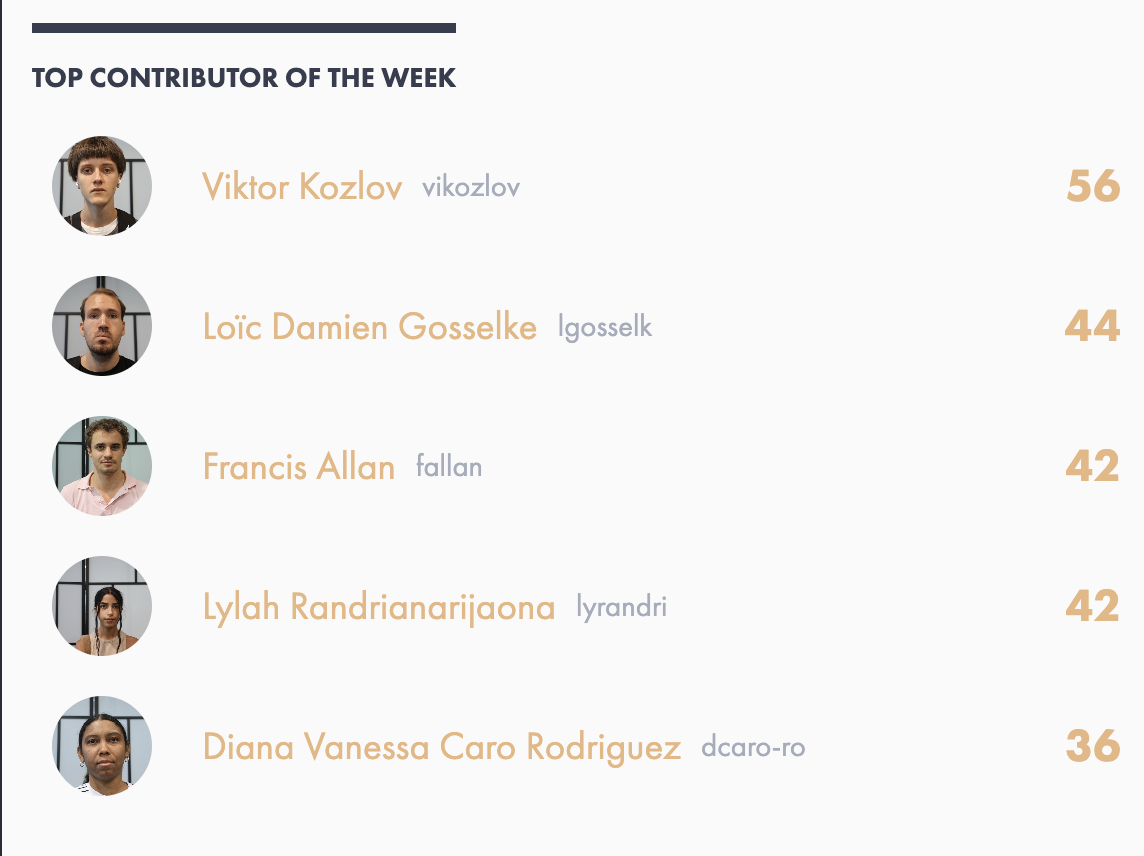 TOP CONTRIBUTOR OF THE WEEK
Viktor Kozlov vikozlov 56
Loïc Damien Gosselke lgosselk 44
Francis Allan fallan 42
Lylah Randrianarijaona lyrandri 42
Diana Vanessa Caro Rodriguez dcaro-ro 36